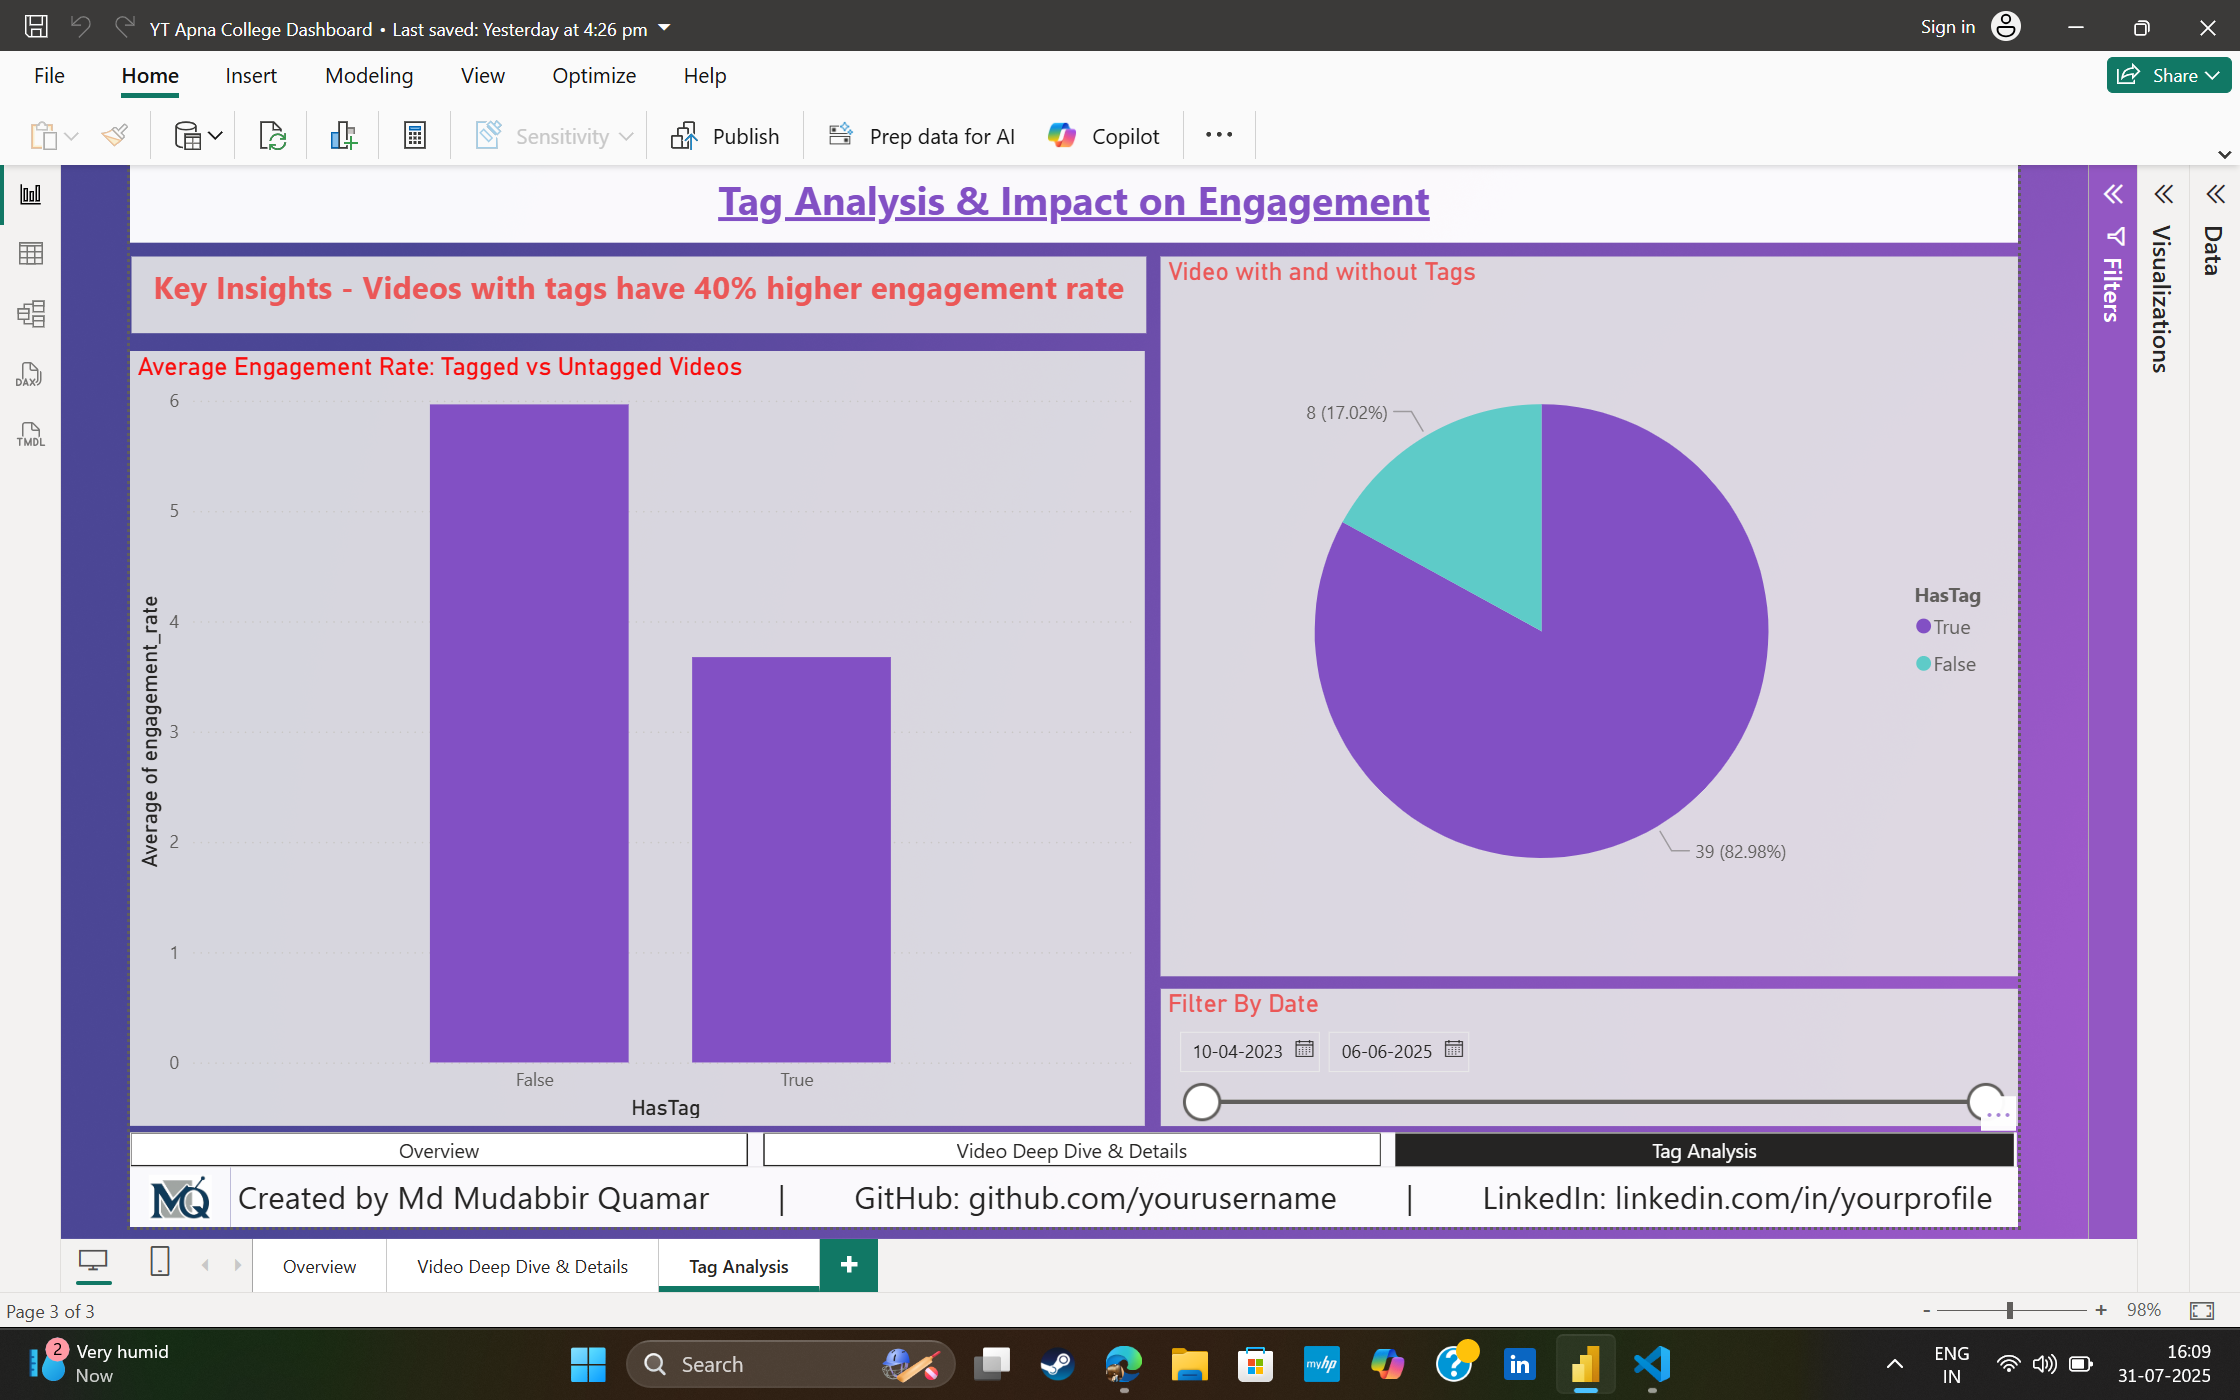 YT Apna College Dashboard • Last saved: Yesterday at 4:26 pm
Sign in
File Home Insert Modeling View Optimize Help
Share
Sensitivity Publish Prep data for AI Copilot
Tag Analysis & Impact on Engagement
Key Insights - Videos with tags have 40% higher engagement rate
Average Engagement Rate: Tagged vs Untagged Videos
6
5
4
3
2
1
0
Average of engagement_rate
False True
HasTag
Video with and without Tags
8 (17.02%)
39 (82.98%)
HasTag
True
False
Filter By Date
10-04-2023 06-06-2025
Filters
Visualizations
Data
DAX
TMDL
Overview Video Deep Dive & Details Tag Analysis
MQ Created by Md Mudabbir Quamar | GitHub: github.com/yourusername | LinkedIn: linkedin.com/in/yourprofile
Overview Video Deep Dive & Details Tag Analysis +
Page 3 of 3
- + 98%
2
Very humid
Now
Search
myhp
in
ENG
IN
16:09
31-07-2025